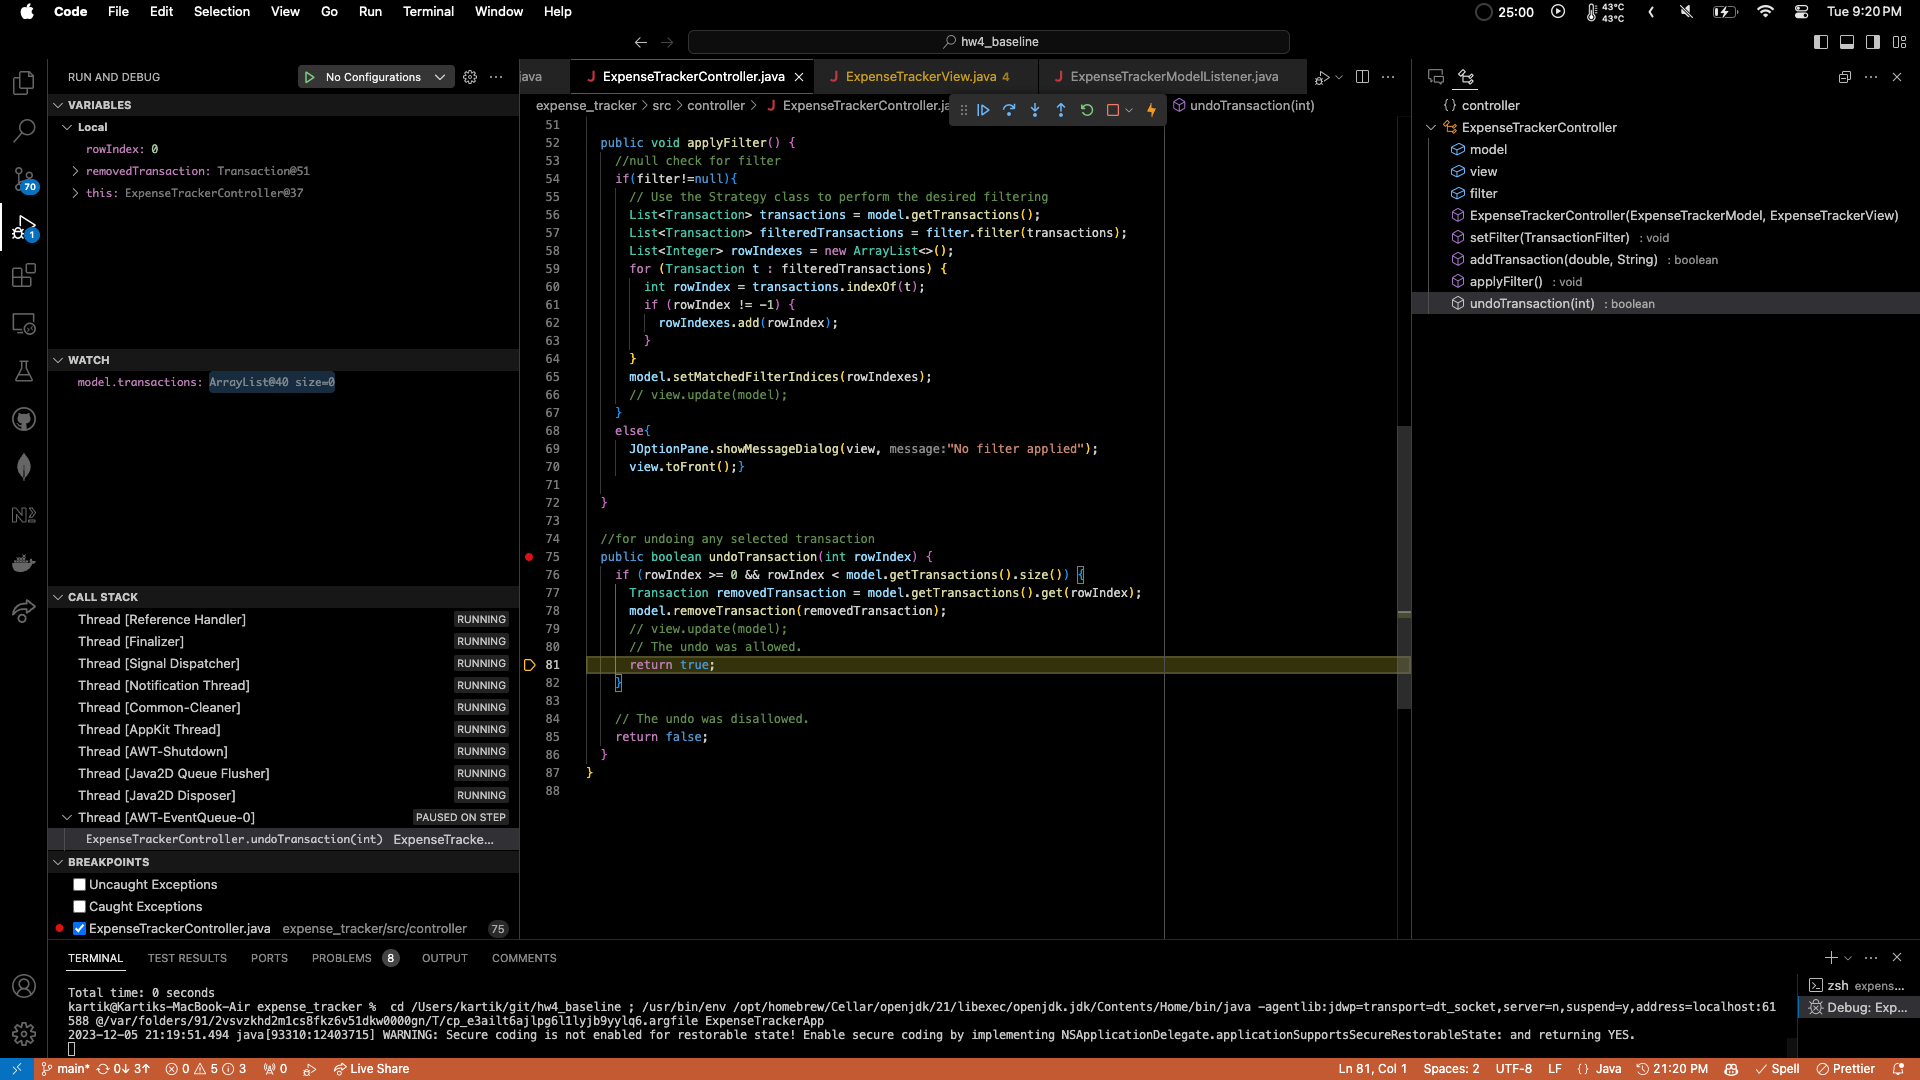 Code File Edit Selection View Go Run Terminal Window Help
25:00
43°C
43°C
Tue 9:20 PM
hw4_baseline
RUN AND DEBUG
No Configurations
java
ExpenseTrackerController.java
ExpenseTrackerView.java 4
ExpenseTrackerModelListener.java
expense_tracker > src > controller > ExpenseTrackerController.ja
undoTransaction(int)
VARIABLES
Local
rowIndex: 0
removedTransaction: Transaction@51
this: ExpenseTrackerController@37
WATCH
model.transactions: ArrayList@40 size=0
CALL STACK
Thread [Reference Handler] RUNNING
Thread [Finalizer] RUNNING
Thread [Signal Dispatcher] RUNNING
Thread [Notification Thread] RUNNING
Thread [Common-Cleaner] RUNNING
Thread [AppKit Thread] RUNNING
Thread [AWT-Shutdown] RUNNING
Thread [Java2D Queue Flusher] RUNNING
Thread [Java2D Disposer] RUNNING
Thread [AWT-EventQueue-0] PAUSED ON STEP
ExpenseTrackerController.undoTransaction(int) ExpenseTracke...
BREAKPOINTS
Uncaught Exceptions
Caught Exceptions
ExpenseTrackerController.java expense_tracker/src/controller 75
70
1
51
52 public void applyFilter() {
53 //null check for filter
54 if(filter!=null){
55 // Use the Strategy class to perform the desired filtering
56 List<Transaction> transactions = model.getTransactions();
57 List<Transaction> filteredTransactions = filter.filter(transactions);
58 List<Integer> rowIndexes = new ArrayList<>();
59 for (Transaction t : filteredTransactions) {
60 int rowIndex = transactions.indexOf(t);
61 if (rowIndex != -1) {
62 rowIndexes.add(rowIndex);
63 }
64 }
65 model.setMatchedFilterIndices(rowIndexes);
66 // view.update(model);
67 }
68 else{
69 JOptionPane.showMessageDialog(view, message:"No filter applied");
70 view.toFront();}
71
72 }
73
74 //for undoing any selected transaction
75 public boolean undoTransaction(int rowIndex) {
76 if (rowIndex >= 0 && rowIndex < model.getTransactions().size()) {
77 Transaction removedTransaction = model.getTransactions().get(rowIndex);
78 model.removeTransaction(removedTransaction);
79 // view.update(model);
80 // The undo was allowed.
81 return true;
82 }
83
84 // The undo was disallowed.
85 return false;
86 }
87 }
88
{} controller
ExpenseTrackerController
model
view
filter
ExpenseTrackerController(ExpenseTrackerModel, ExpenseTrackerView)
setFilter(TransactionFilter) : void
addTransaction(double, String) : boolean
applyFilter() : void
undoTransaction(int) : boolean
TERMINAL TEST RESULTS PORTS PROBLEMS 8 OUTPUT COMMENTS
Total time: 0 seconds
kartik@Kartiks-MacBook-Air expense_tracker % cd /Users/kartik/git/hw4_baseline ; /usr/bin/env /opt/homebrew/Cellar/openjdk/21/libexec/openjdk.jdk/Contents/Home/bin/java -agentlib:jdwp=transport=dt_socket,server=n,suspend=y,address=localhost:61
588 @/var/folders/91/2vsvzkhd2m1cs8fkz6v51dkw0000gn/T/cp_e3ailt6ajlpg6l1lyjb9yylq6.argfile ExpenseTrackerApp
2023-12-05 21:19:51.494 java[93310:12403715] WARNING: Secure coding is not enabled for restorable state! Enable secure coding by implementing NSApplicationDelegate.applicationSupportsSecureRestorableState: and returning YES.
zsh expens...
Debug: Exp...
main* 0↓ 3↑ 0 5 3 0 Live Share
Ln 81, Col 1 Spaces: 2 UTF-8 LF {} Java 21:20 PM Spell Prettier